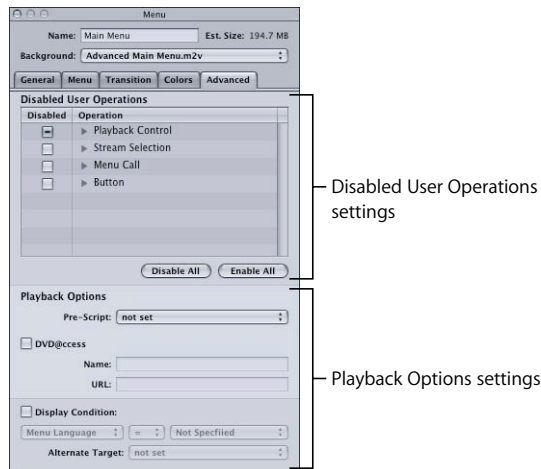 Menu
Name: Main Menu Est. Size: 194.7 MB
Background: Advanced Main Menu.m2v
General Menu Transition Colors Advanced
Disabled User Operations
Disabled Operation
Playback Control
Stream Selection
Menu Call
Button
Disable All Enable All
Disabled User Operations
settings
Playback Options
Pre-Script: not set
DVD@ccess
Name:
URL:
Playback Options settings
Display Condition:
Menu Language = Not Specfiied
Alternate Target: not set